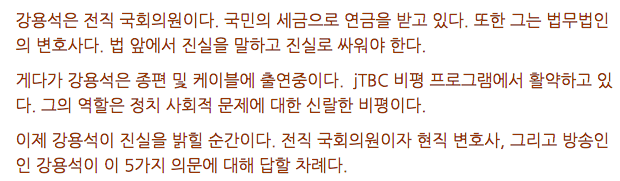 강용석은 전직 국회의원이다. 국민의 세금으로 연금을 받고 있다. 또한 그는 법무법인
의 변호사다. 법 앞에서 진실을 말하고 진실로 싸워야 한다.
게다가 강용석은 종편 및 케이블에 출연중이다. jTBC 비평 프로그램에서 활약하고 있
다. 그의 역할은 정치 사회적 문제에 대한 신랄한 비평이다.
이제 강용석이 진실을 밝힐 순간이다. 전직 국회의원이자 현직 변호사, 그리고 방송인
인 강용석이 이 5가지 의문에 대해 답할 차례다.